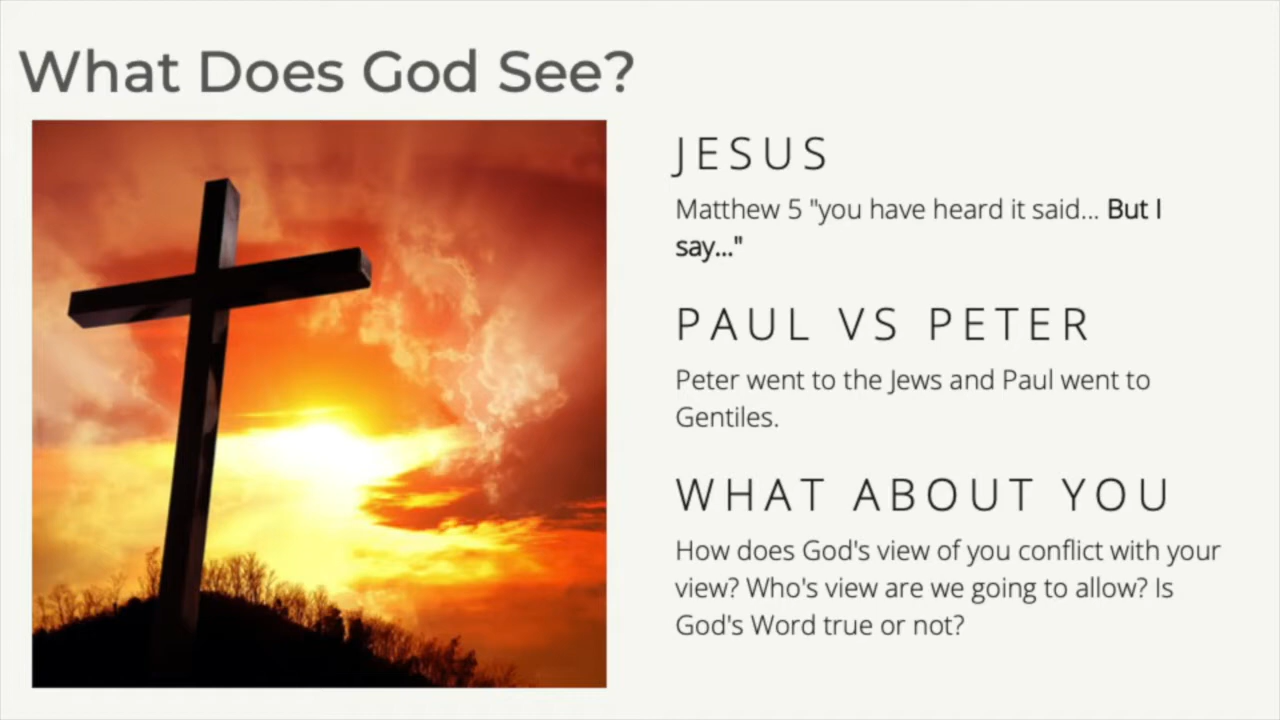 What Does God See?
JESUS
Matthew 5 "you have heard it said... But I
say..."
PAUL VS PETER
Peter went to the Jews and Paul went to
Gentiles.
WHAT ABOUT YOU
How does God's view of you conflict with your
view? Who's view are we going to allow? Is
God's Word true or not?